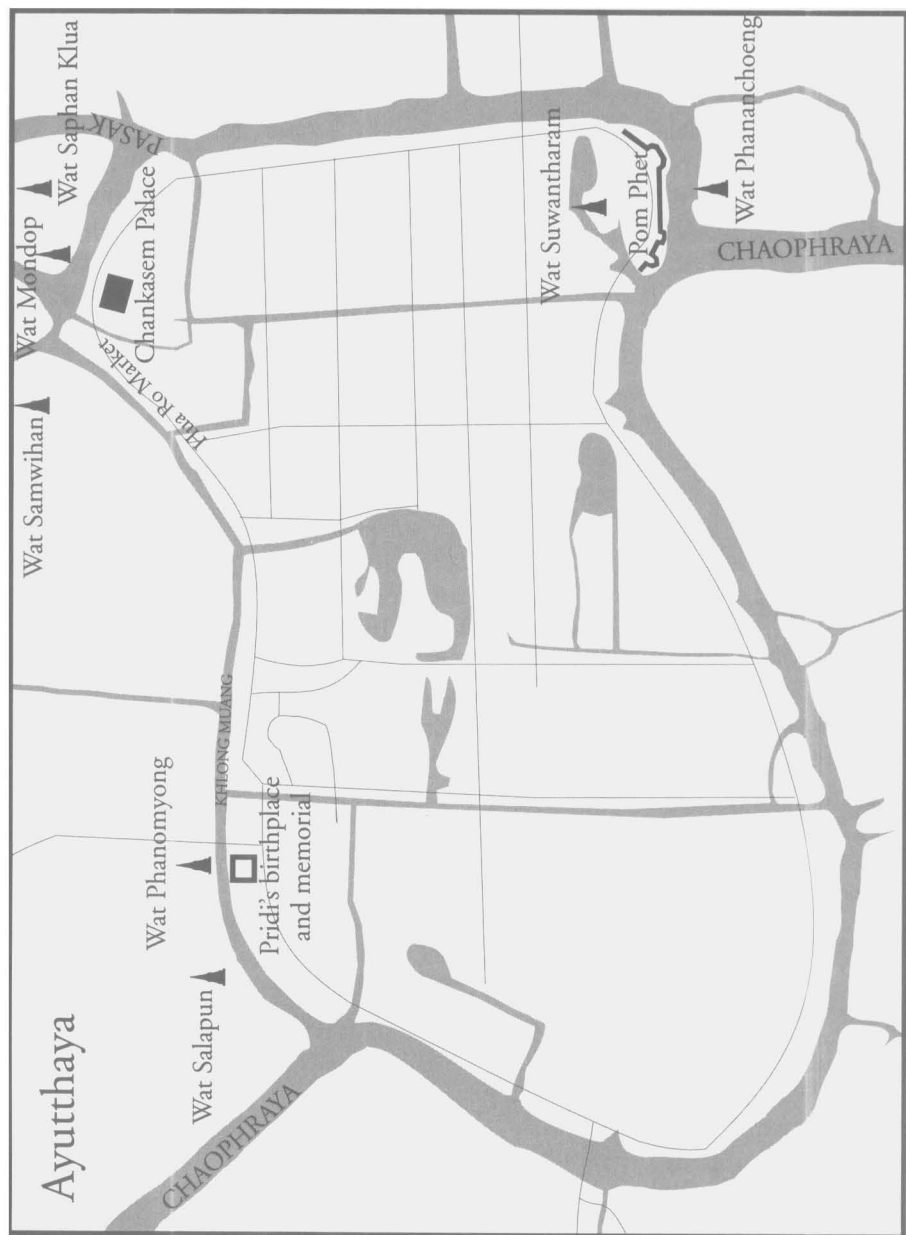 Ayutthaya
CHAOPHRAYA
Wat Salapun
Wat Phanomyong
Pridi's birthplace
and memorial
KHLONG MUANG
Wat Samwihan
Hua Ro Market
Wat Mondop
Chankasem Palace
Wat Saphan Klua
PASAK
Wat Suwantharam
Pom Phet
Wat Phananchoeng
CHAOPHRAYA